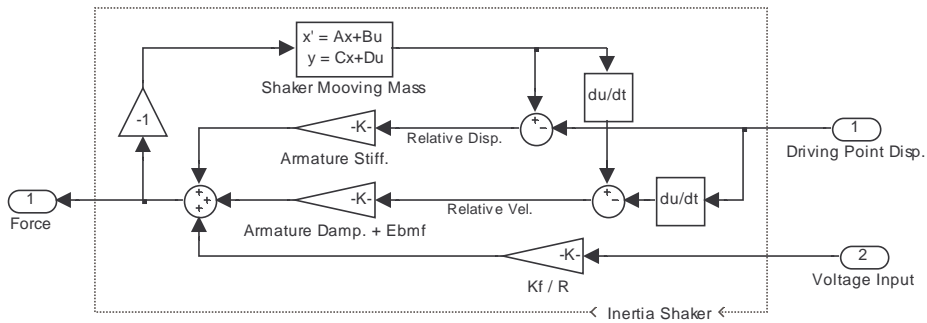 x' = Ax+Bu
y = Cx+Du
Shaker Mooving Mass
du/dt
-1
-K-
Relative Disp.
+
-
1
Armature Stiff.
Driving Point Disp.
1
Force
+
+
+
-K-
Relative Vel.
+
-
du/dt
Armature Damp. + Ebmf
-K-
2
Kf / R
Voltage Input
Inertia Shaker